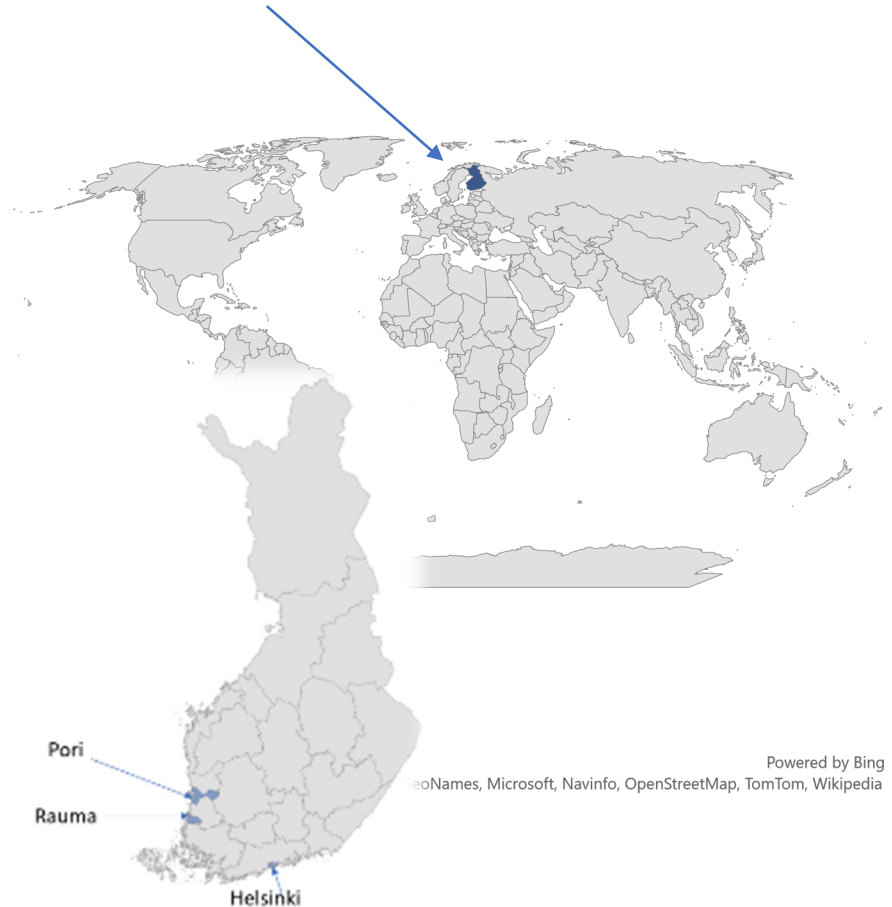 Pori
Powered by Bing
GeoNames, Microsoft, Navinfo, OpenStreetMap, TomTom, Wikipedia
Rauma
Helsinki